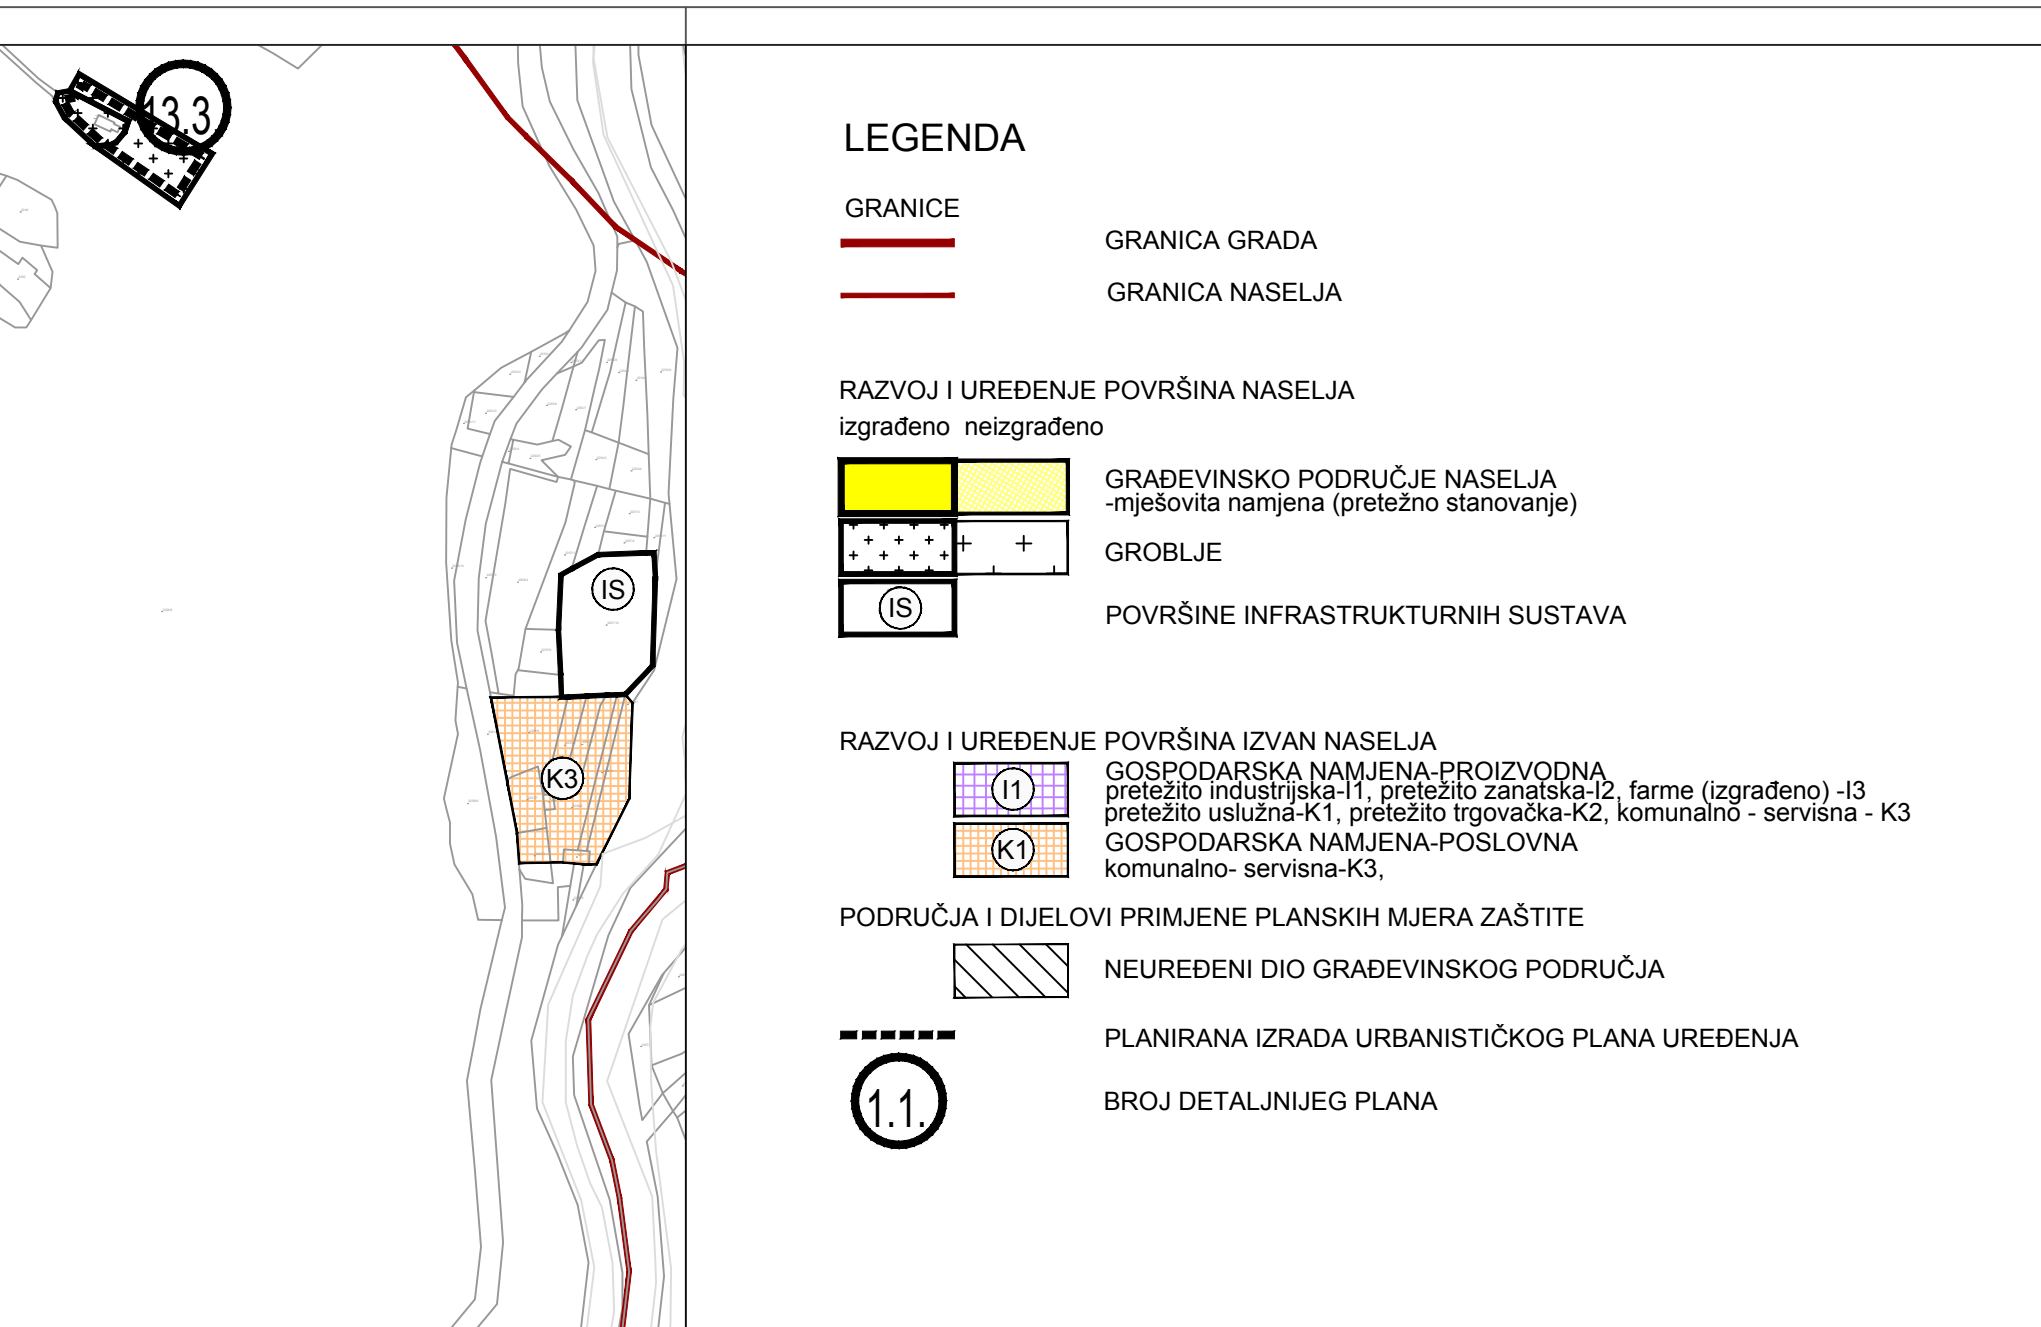 13.3
IS
K3
LEGENDA
GRANICE
GRANICA GRADA
GRANICA NASELJA
RAZVOJ I UREĐENJE POVRŠINA NASELJA
izgrađeno neizgrađeno
GRAĐEVINSKO PODRUČJE NASELJA
-mješovita namjena (pretežno stanovanje)
GROBLJE
IS
POVRŠINE INFRASTRUKTURNIH SUSTAVA
RAZVOJ I UREĐENJE POVRŠINA IZVAN NASELJA
I1
GOSPODARSKA NAMJENA-PROIZVODNA
pretežito industrijska-I1, pretežito zanatska-I2, farme (izgrađeno) -I3
pretežito uslužna-K1, pretežito trgovačka-K2, komunalno - servisna - K3
K1
GOSPODARSKA NAMJENA-POSLOVNA
komunalno- servisna-K3,
PODRUČJA I DIJELOVI PRIMJENE PLANSKIH MJERA ZAŠTITE
NEUREĐENI DIO GRAĐEVINSKOG PODRUČJA
PLANIRANA IZRADA URBANISTIČKOG PLANA UREĐENJA
1.1.
BROJ DETALJNIJEG PLANA